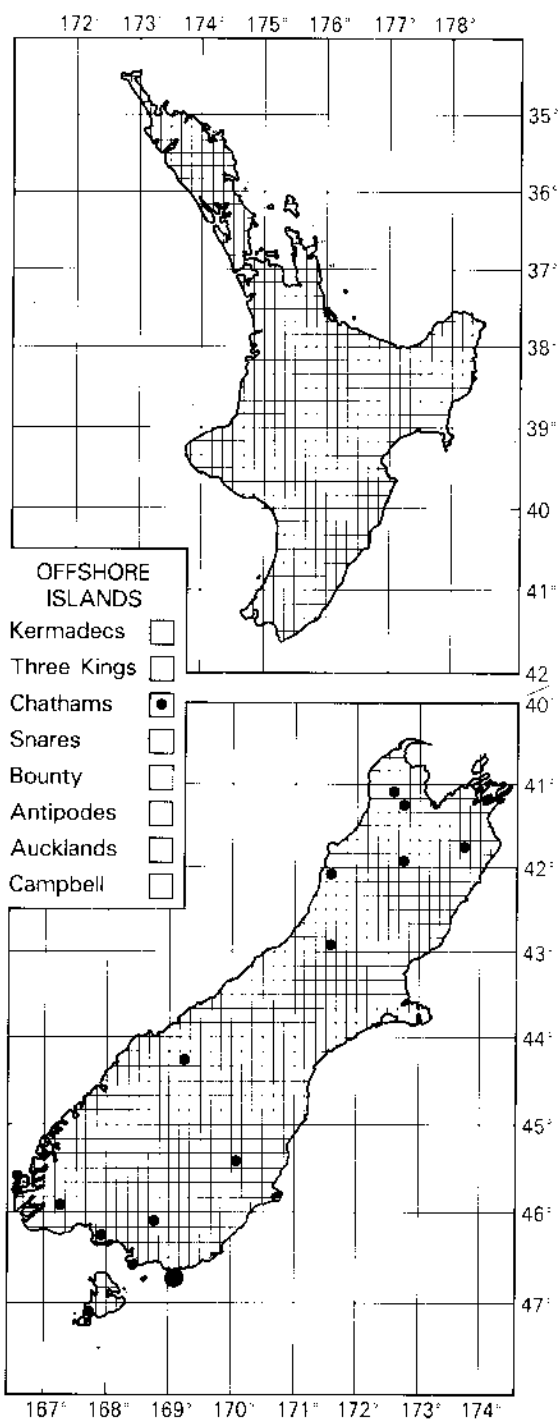 172° 173° 174° 175° 176° 177° 178°
35°
36°
37°
38°
39°
40
41°
42
OFFSHORE
ISLANDS
Kermadecs
Three Kings
Chathams
Snares
Bounty
Antipodes
Aucklands
Campbell
40°
41°
42°
43°
44°
45°
46°
47°
167° 168° 169° 170° 171° 172° 173° 174°